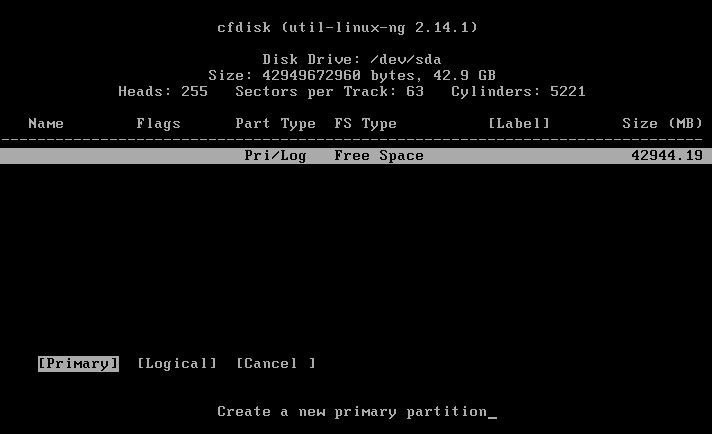 cfdisk (util-linux-ng 2.14.1)
Disk Drive: /dev/sda
Size: 42949672960 bytes, 42.9 GB
Heads: 255   Sectors per Track: 63   Cylinders: 5221
Name        Flags      Part Type  FS Type          [Label]        Size (MB)
------------------------------------------------------------------------------
Pri/Log   Free Space                       42944.19
[Primary]  [Logical]  [Cancel ]
Create a new primary partition_